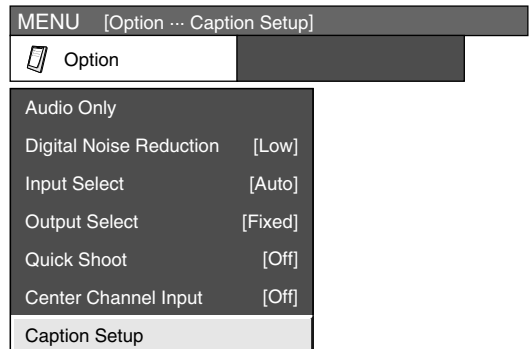 MENU [Option ··· Caption Setup]
Option
Audio Only
Digital Noise Reduction [Low]
Input Select [Auto]
Output Select [Fixed]
Quick Shoot [Off]
Center Channel Input [Off]
Caption Setup